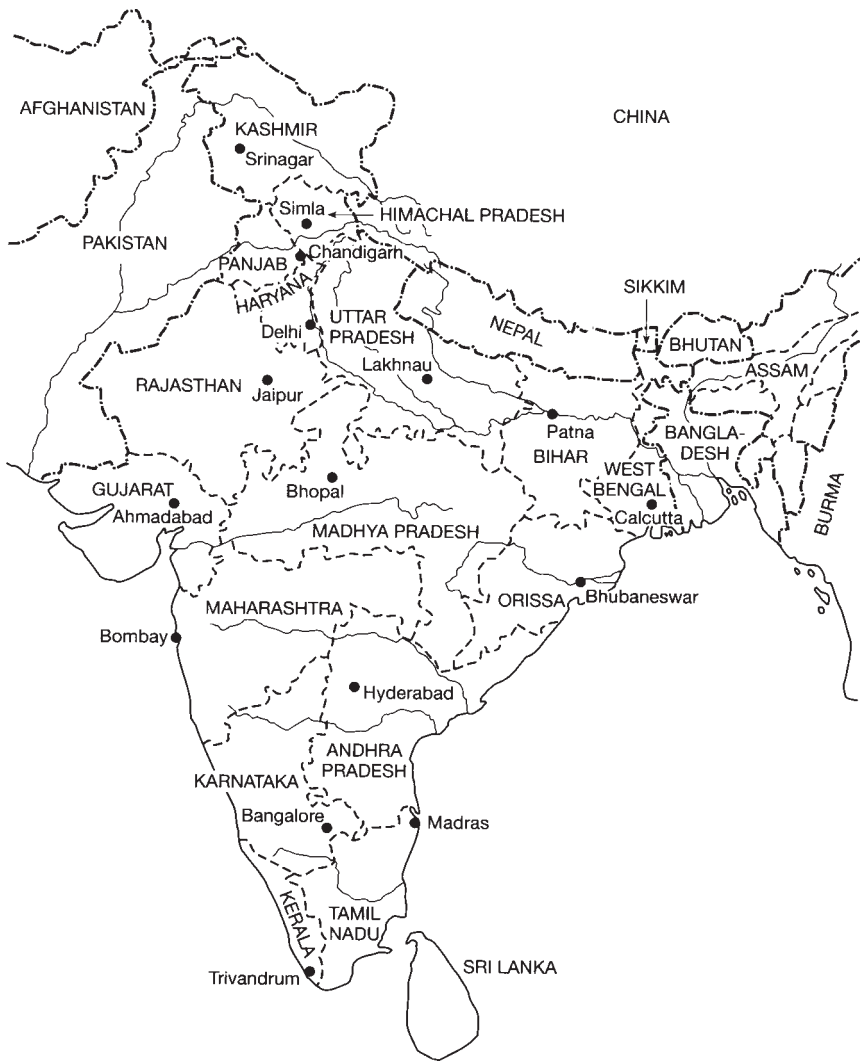 AFGHANISTAN
CHINA
KASHMIR
Srinagar
Simla
HIMACHAL PRADESH
PAKISTAN
PANJAB
Chandigarh
HARYANA
SIKKIM
Delhi
UTTAR
PRADESH
NEPAL
BHUTAN
Lakhnau
ASSAM
RAJASTHAN
Jaipur
Patna
BIHAR
BANGLA-
DESH
WEST
BENGAL
Calcutta
GUJARAT
Ahmadabad
Bhopal
BURMA
MADHYA PRADESH
ORISSA
Bhubaneswar
MAHARASHTRA
Bombay
Hyderabad
ANDHRA
PRADESH
KARNATAKA
Bangalore
Madras
KERALA
TAMIL
NADU
Trivandrum
SRI LANKA